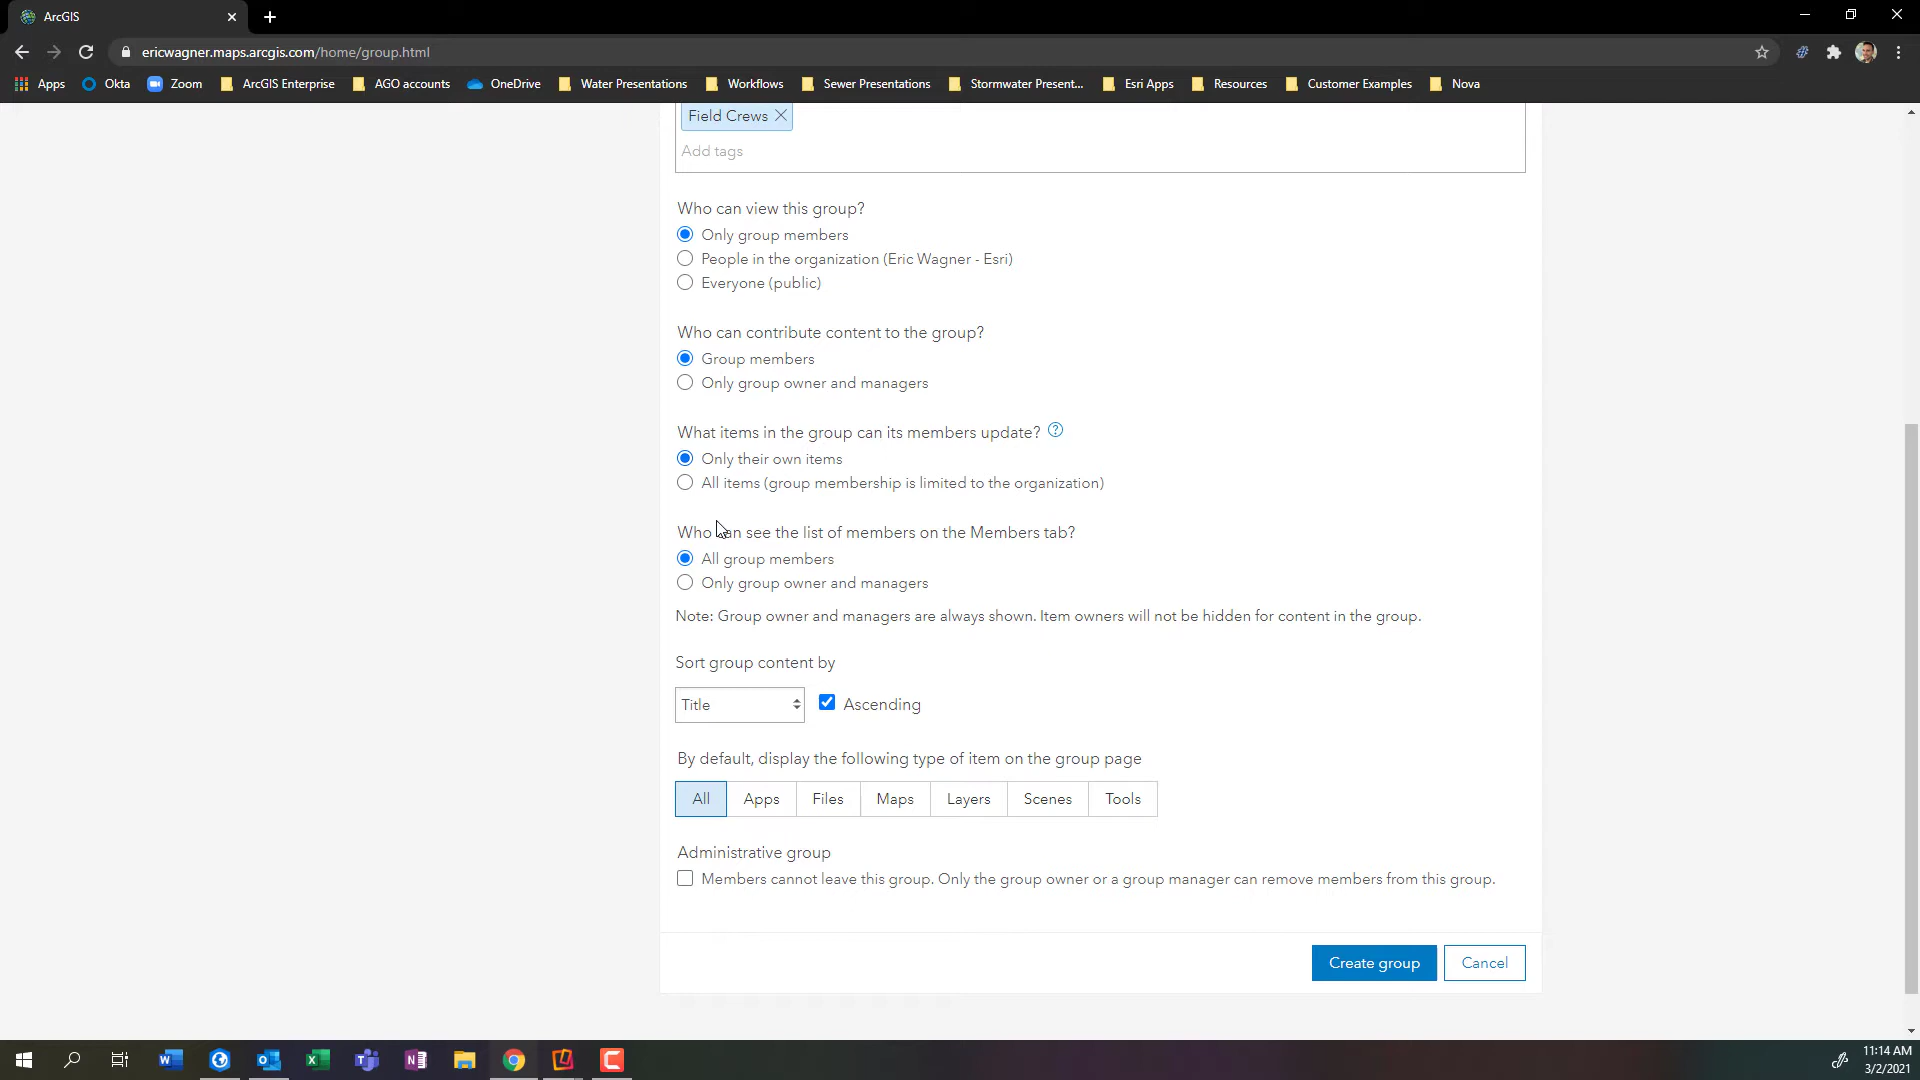 ArcGIS
ericwagner.maps.arcgis.com/home/group.html
Apps Okta Zoom ArcGIS Enterprise AGO accounts OneDrive Water Presentations Workflows Sewer Presentations Stormwater Present... Esri Apps Resources Customer Examples Nova
Field Crews
Add tags
Who can view this group?
Only group members
People in the organization (Eric Wagner - Esri)
Everyone (public)
Who can contribute content to the group?
Group members
Only group owner and managers
What items in the group can its members update?
Only their own items
All items (group membership is limited to the organization)
Who can see the list of members on the Members tab?
All group members
Only group owner and managers
Note: Group owner and managers are always shown. Item owners will not be hidden for content in the group.
Sort group content by
Title Ascending
By default, display the following type of item on the group page
All Apps Files Maps Layers Scenes Tools
Administrative group
Members cannot leave this group. Only the group owner or a group manager can remove members from this group.
Create group Cancel
11:14 AM
3/2/2021